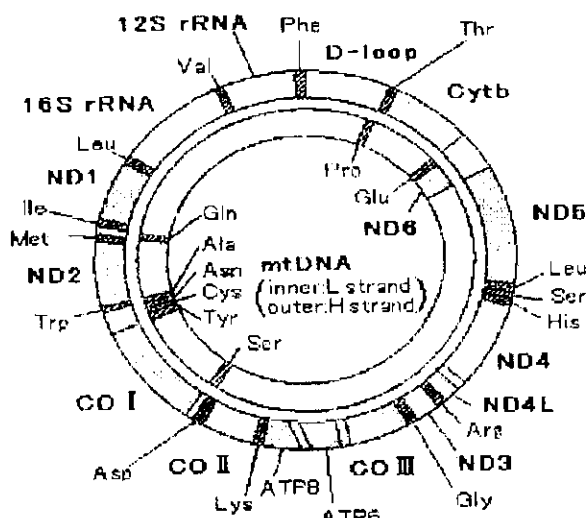 12S rRNA
Phe
D-loop
Thr
Val
Cytb
16S rRNA
Pro
Leu
Glu
ND1
ND6
ND5
Ile
Gln
Met
Ala
ND2
Asn
mtDNA
Cys
(inner:L strand
outer:H strand)
Tyr
Leu
Ser
His
Trp
Ser
ND4
CO I
ND4L
Arg
Asp
CO II
CO III
ND3
Lys
ATP8
Gly
ATP6